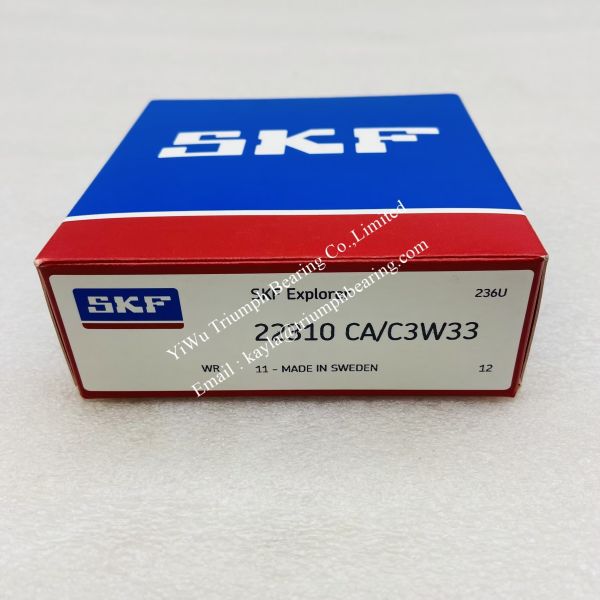 SKF
SKF
SKF Explorer
236U
22310 CA/C3W33
WR
11 - MADE IN SWEDEN
12
YiWu Triumph Bearing Co.,Limited
Email : kayla@triumphbearing.com